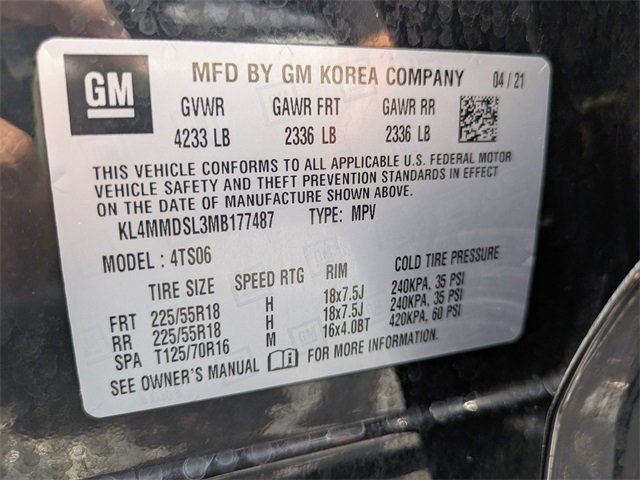 GM
MFD BY GM KOREA COMPANY 04 / 21
GVWR GAWR FRT GAWR RR
4233 LB 2336 LB 2336 LB
THIS VEHICLE CONFORMS TO ALL APPLICABLE U.S. FEDERAL MOTOR
VEHICLE SAFETY AND THEFT PREVENTION STANDARDS IN EFFECT
ON THE DATE OF MANUFACTURE SHOWN ABOVE.
KL4MMDSL3MB177487 TYPE: MPV
MODEL : 4TS06
TIRE SIZE SPEED RTG RIM COLD TIRE PRESSURE
FRT 225/55R18 H 18x7.5J 240KPA, 35 PSI
RR 225/55R18 H 18x7.5J 240KPA, 35 PSI
SPA T125/70R16 M 16x4.0BT 420KPA, 60 PSI
SEE OWNER'S MANUAL FOR MORE INFORMATION.